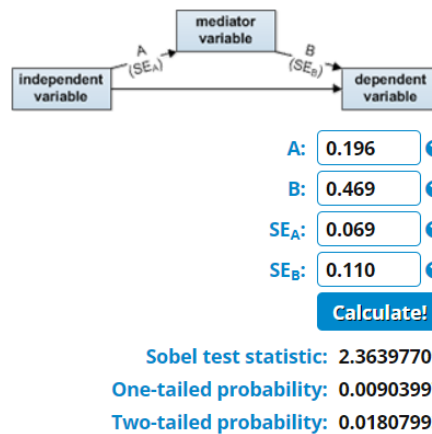 mediator
variable
A
(SEA)
B
(SEB)
independent
variable
dependent
variable
A: 0.196
B: 0.469
SEA: 0.069
SEB: 0.110
Calculate!
Sobel test statistic: 2.3639770
One-tailed probability: 0.0090399
Two-tailed probability: 0.0180799